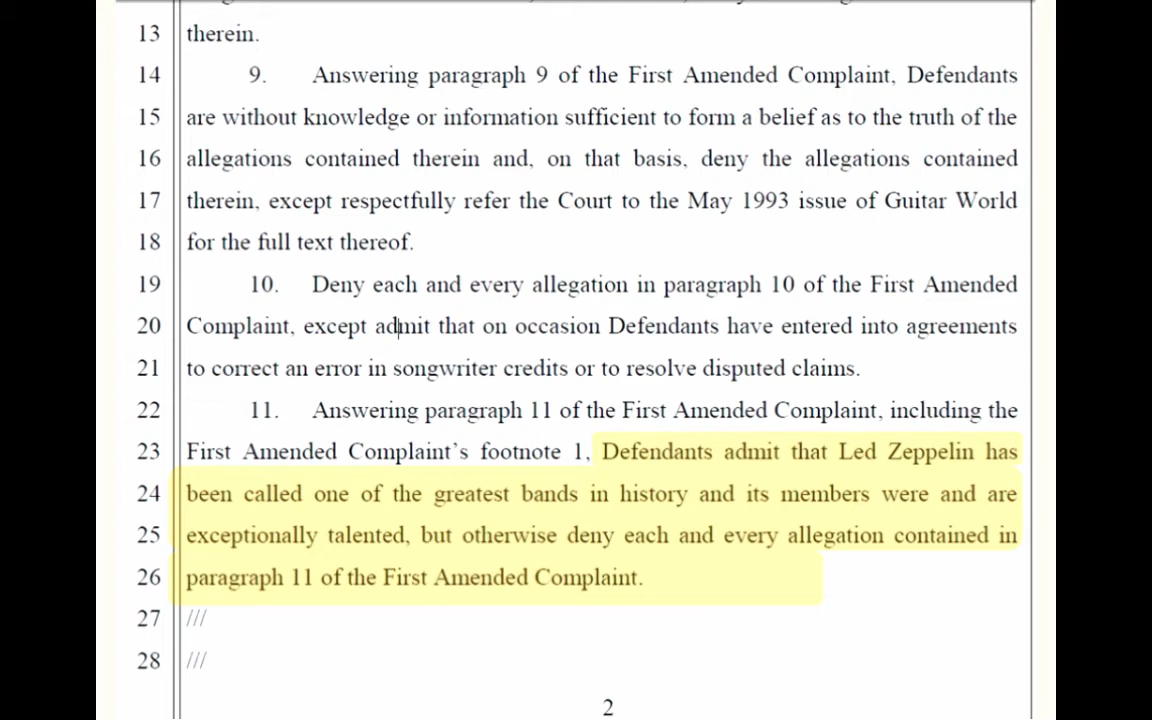 13 therein.
14 9. Answering paragraph 9 of the First Amended Complaint, Defendants
15 are without knowledge or information sufficient to form a belief as to the truth of the
16 allegations contained therein and, on that basis, deny the allegations contained
17 therein, except respectfully refer the Court to the May 1993 issue of Guitar World
18 for the full text thereof.
19 10. Deny each and every allegation in paragraph 10 of the First Amended
20 Complaint, except admit that on occasion Defendants have entered into agreements
21 to correct an error in songwriter credits or to resolve disputed claims.
22 11. Answering paragraph 11 of the First Amended Complaint, including the
23 First Amended Complaint's footnote 1, Defendants admit that Led Zeppelin has
24 been called one of the greatest bands in history and its members were and are
25 exceptionally talented, but otherwise deny each and every allegation contained in
26 paragraph 11 of the First Amended Complaint.
27 ///
28 ///
2